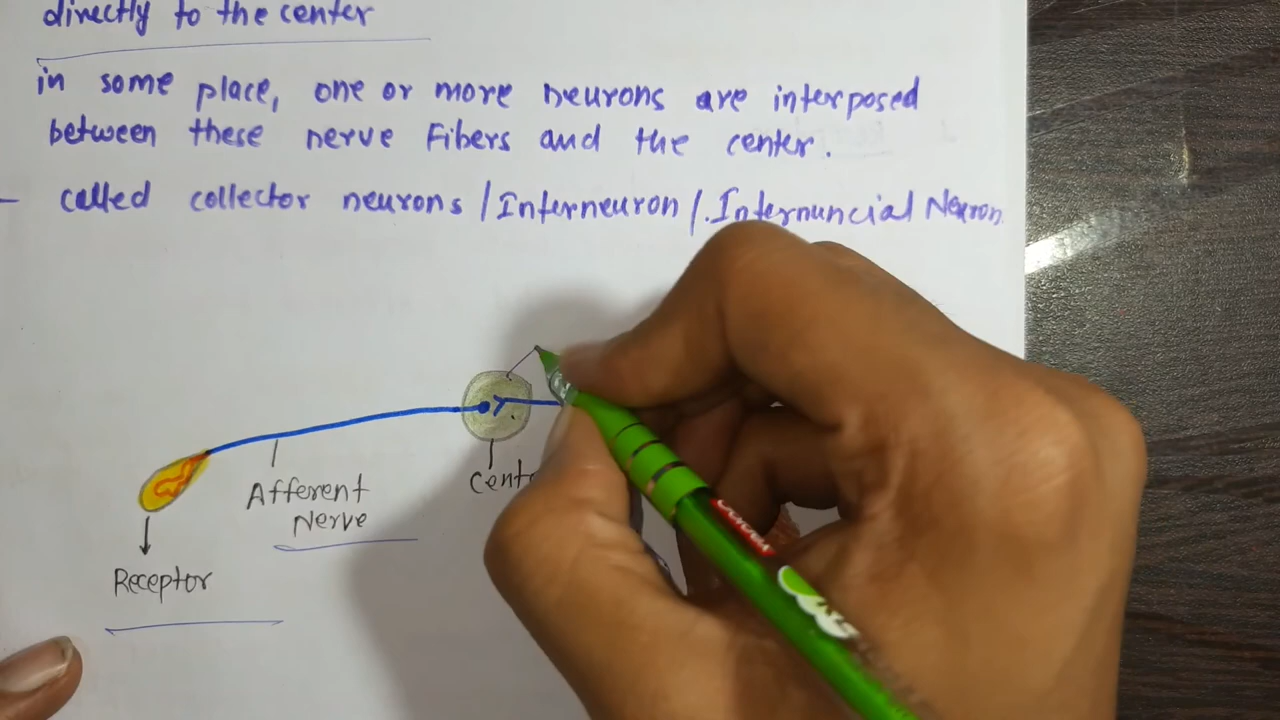 directly to the center
in some place, one or more neurons are interposed
between these nerve Fibers and the center.
- called collector neurons / Interneuron / Internuncial Neuron
Afferent
Nerve
Receptor